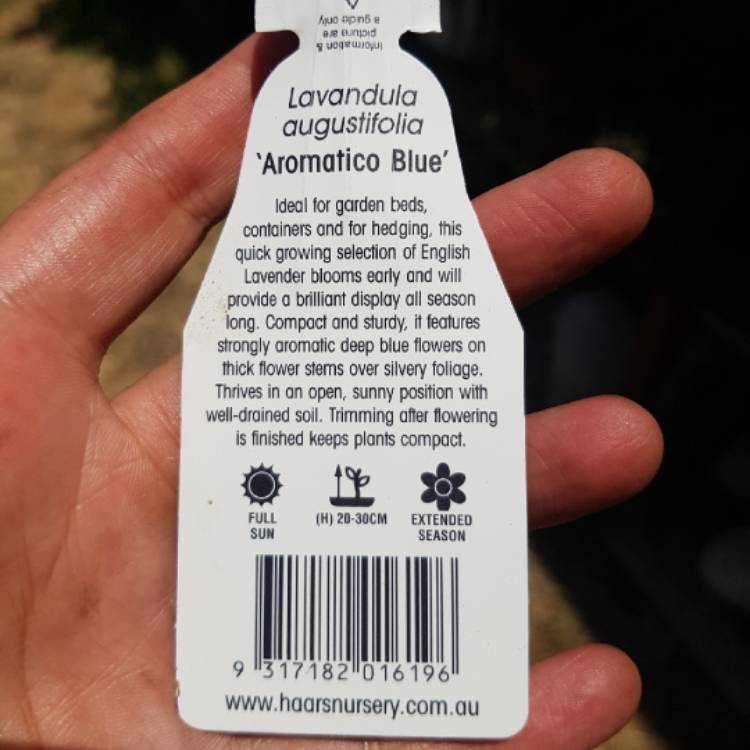 Information &
picture are
a guide only
Lavandula
augustifolia
‘Aromatico Blue’
Ideal for garden beds,
containers and for hedging, this
quick growing selection of English
Lavender blooms early and will
provide a brilliant display all season
long. Compact and sturdy, it features
strongly aromatic deep blue flowers on
thick flower stems over silvery foliage.
Thrives in an open, sunny position with
well-drained soil. Trimming after flowering
is finished keeps plants compact.
FULL
SUN
(H) 20-30CM
EXTENDED
SEASON
9 317182 016196
www.haarsnursery.com.au